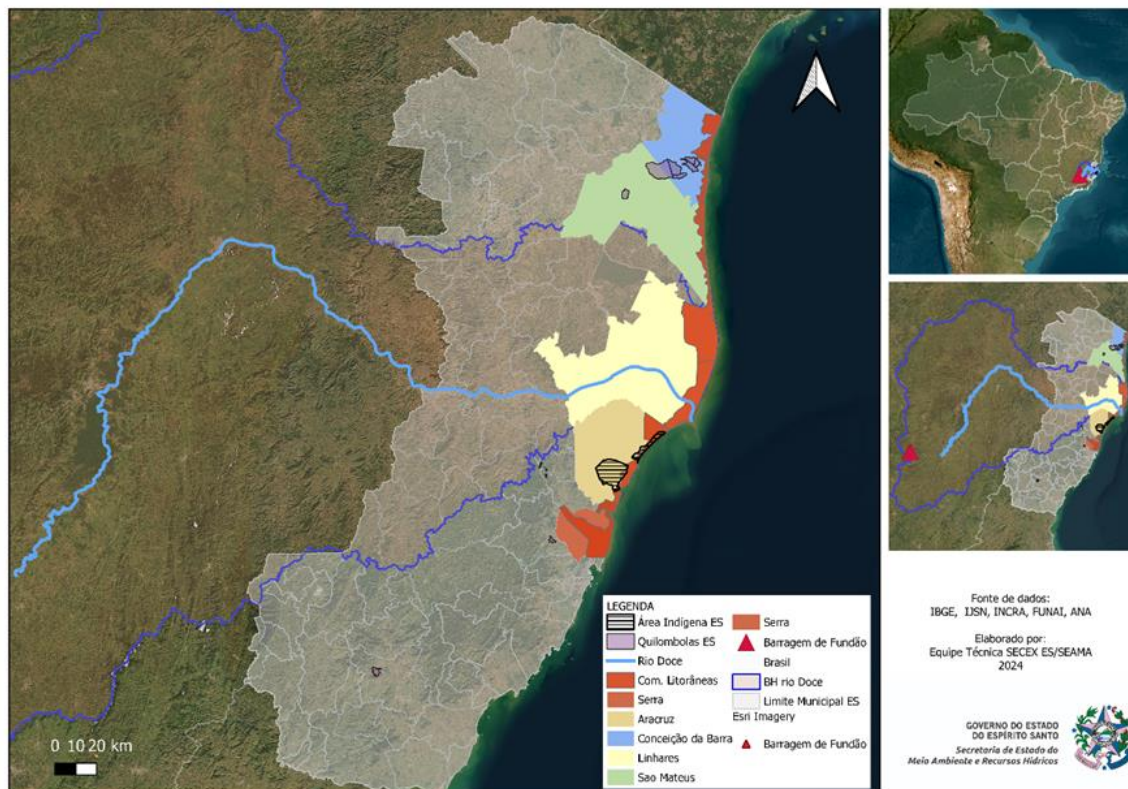 LEGENDA
Área Indígena ES
Quilombolas ES
Rio Doce
Com. Litorâneas
Serra
Aracruz
Conceição da Barra
Linhares
Sao Mateus
Serra
Barragem de Fundão
Brasil
BH rio Doce
Limite Municipal ES
Esri Imagery
Barragem de Fundão
0 10 20 km
Fonte de dados:
IBGE, IJSN, INCRA, FUNAI, ANA
Elaborado por:
Equipe Técnica SECEX ES/SEAMA
2024
GOVERNO DO ESTADO
DO ESPÍRITO SANTO
Secretaria de Estado do
Meio Ambiente e Recursos Hídricos